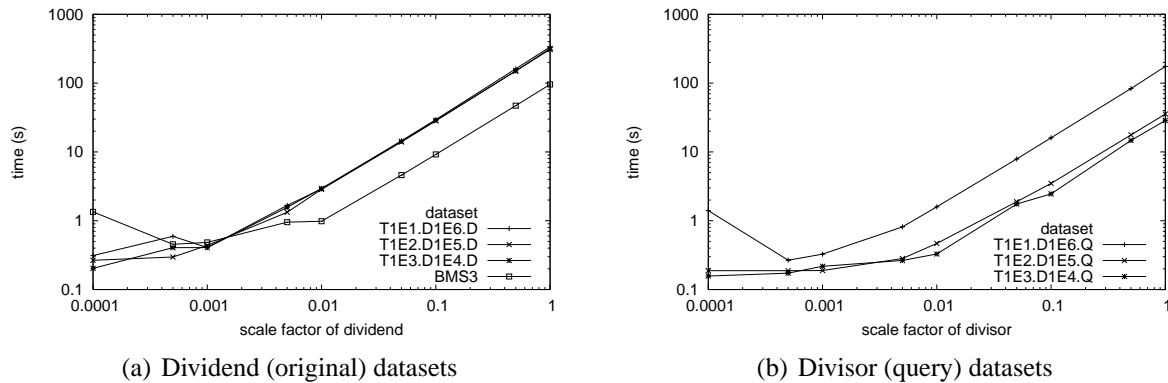 1000
100
10
1
0.1
time (s)
dataset
T1E1.D1E6.D
T1E2.D1E5.D
T1E3.D1E4.D
BMS3
0.0001 0.001 0.01 0.1 1
scale factor of dividend
(a) Dividend (original) datasets
1000
100
10
1
0.1
time (s)
dataset
T1E1.D1E6.Q
T1E2.D1E5.Q
T1E3.D1E4.Q
0.0001 0.001 0.01 0.1 1
scale factor of divisor
(b) Divisor (query) datasets